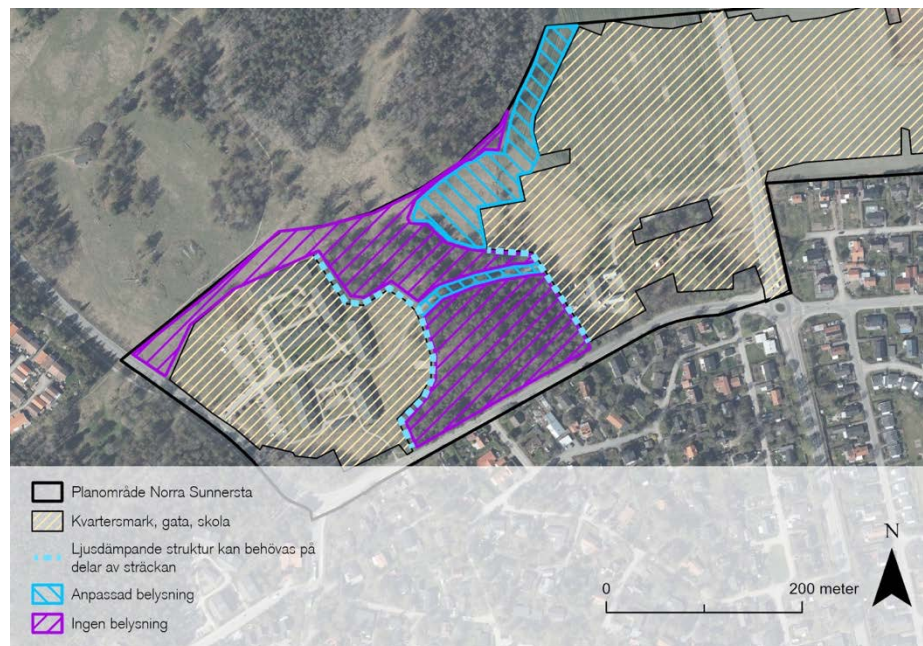 Planområde Norra Sunnersta
Kvartersmark, gata, skola
Ljusdämpande struktur kan behövas på
delar av sträckan
Anpassad belysning
Ingen belysning
N
0 200 meter